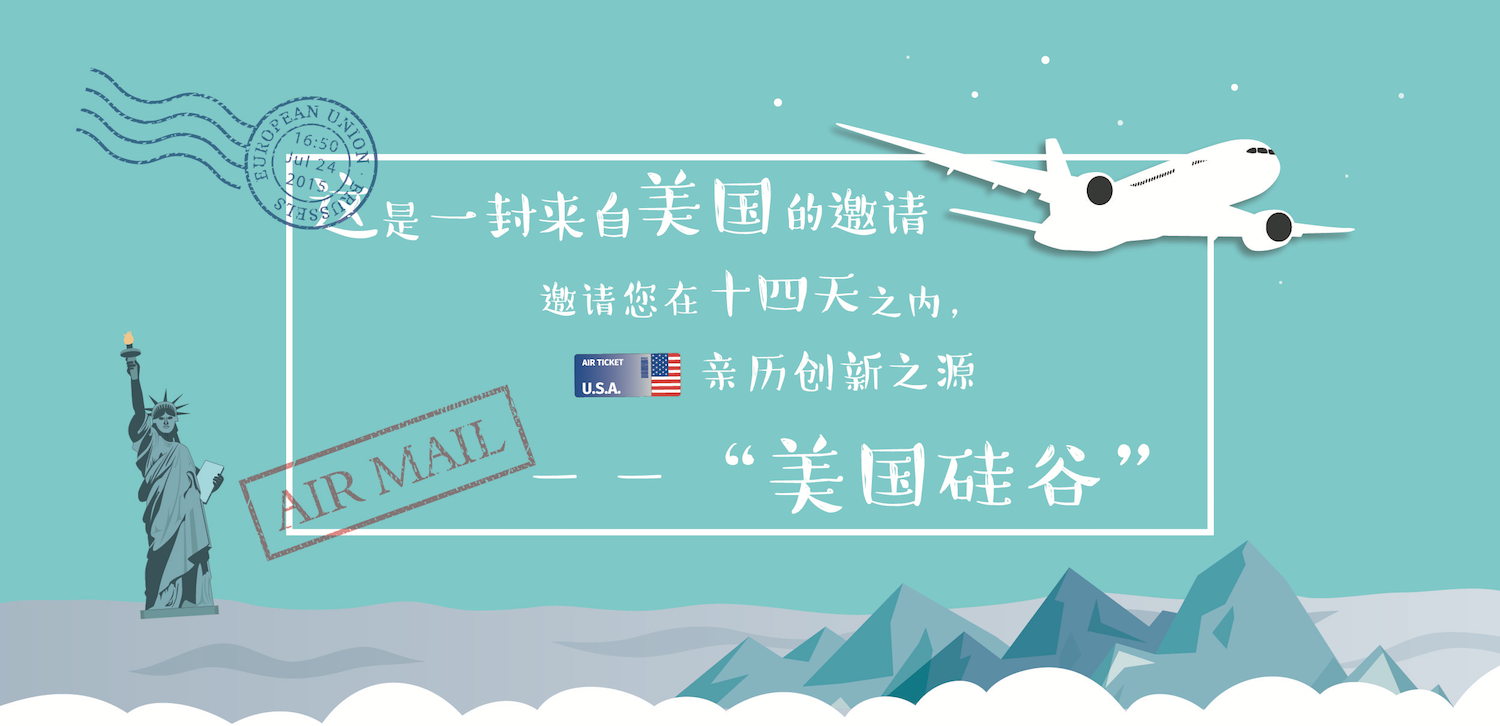 EUROPEAN UNION · BRUSSELS
16:50
Jul 24
2015
这是一封来自美国的邀请
邀请您在十四天之内，
AIR TICKET
U.S.A.
亲历创新之源
AIR MAIL
——“美国硅谷”